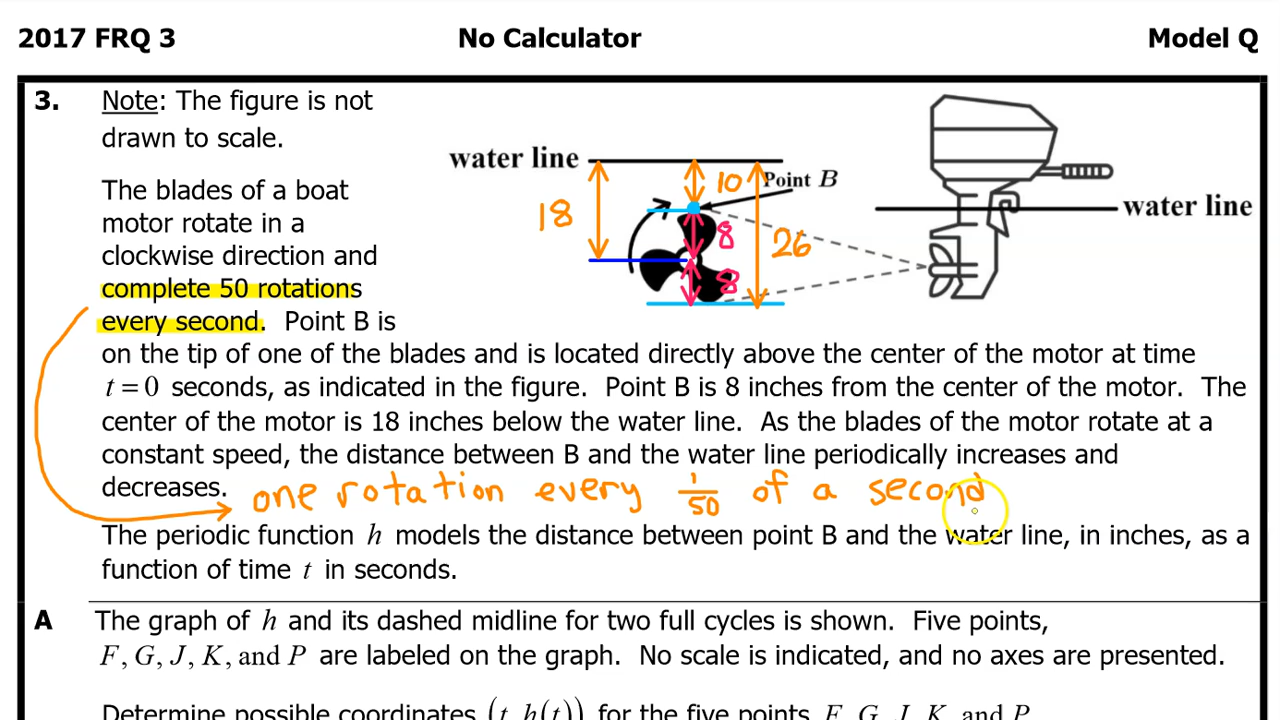 2017 FRQ 3 No Calculator Model Q
3. Note: The figure is not
drawn to scale.
water line
10
Point B
18
8
26
8
water line
The blades of a boat
motor rotate in a
clockwise direction and
complete 50 rotations
every second. Point B is
on the tip of one of the blades and is located directly above the center of the motor at time
t = 0 seconds, as indicated in the figure. Point B is 8 inches from the center of the motor. The
center of the motor is 18 inches below the water line. As the blades of the motor rotate at a
constant speed, the distance between B and the water line periodically increases and
decreases.
one rotation every 1/50 of a second
The periodic function h models the distance between point B and the water line, in inches, as a
function of time t in seconds.
A The graph of h and its dashed midline for two full cycles is shown. Five points,
F, G, J, K, and P are labeled on the graph. No scale is indicated, and no axes are presented.
Determine possible coordinates (t, h(t)) for the five points, F, G, J, K, and P